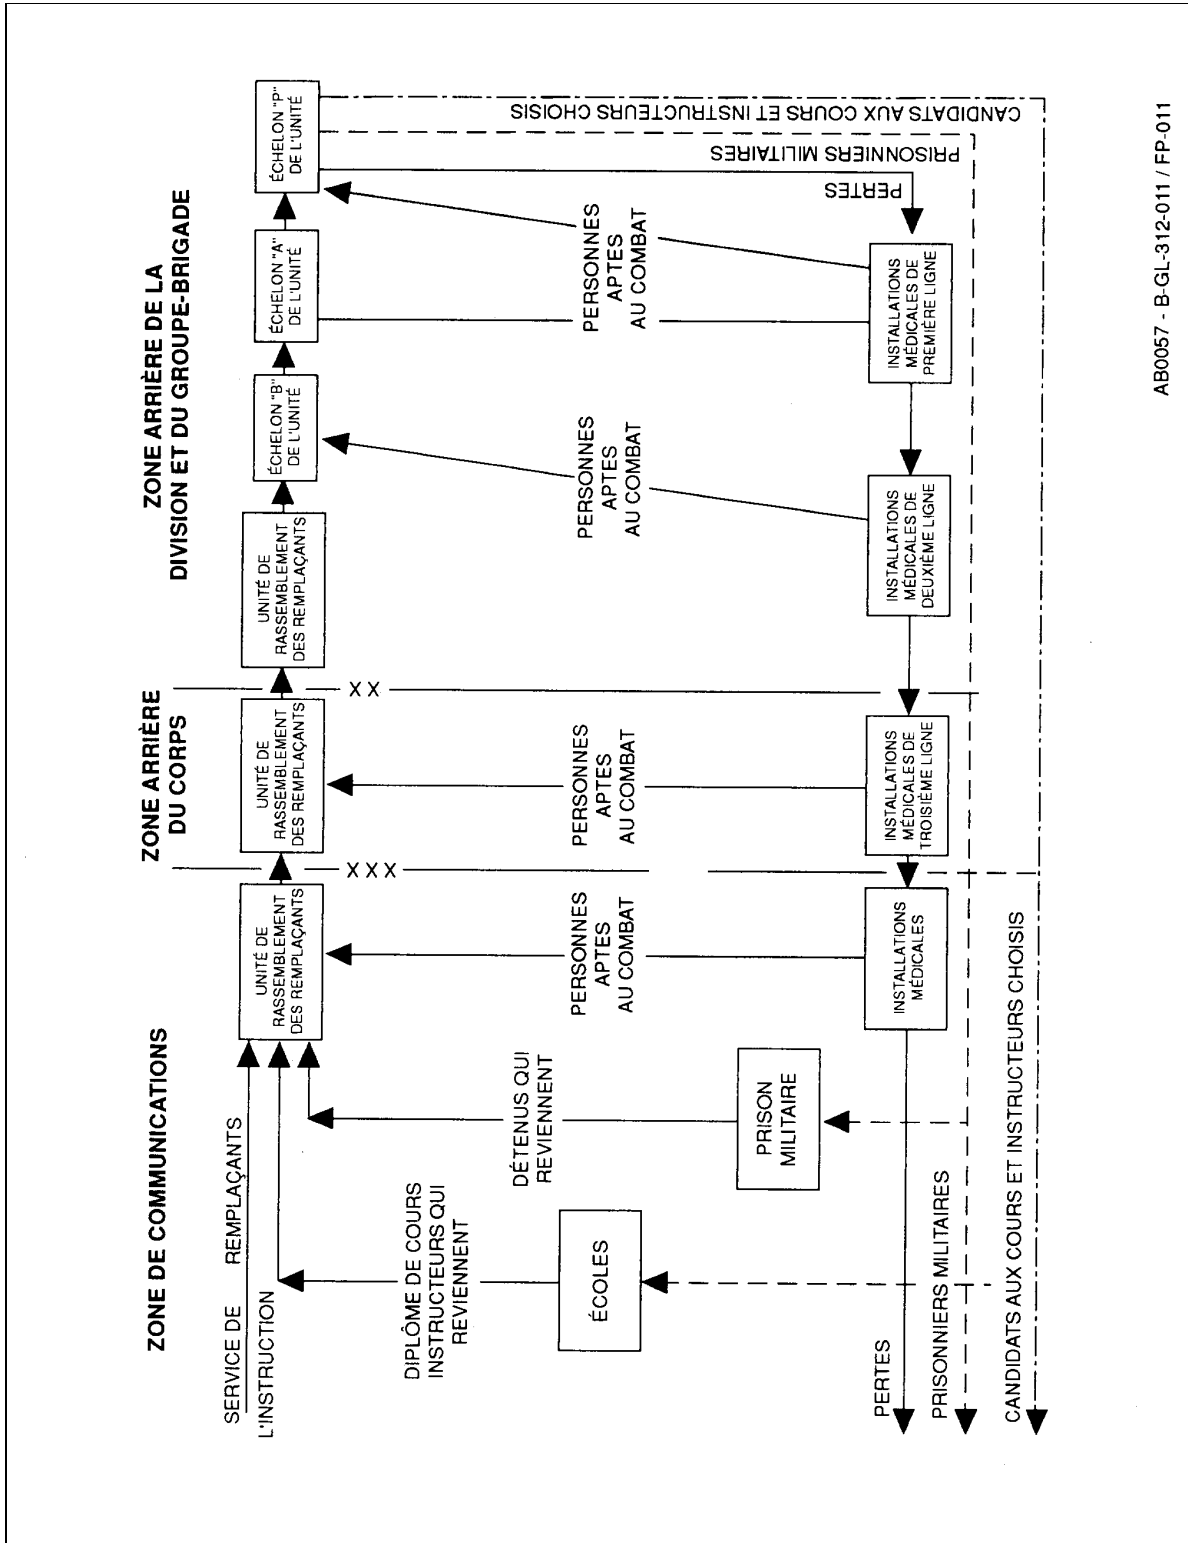 ZONE DE COMMUNICATIONS
ZONE ARRIÈRE
DU CORPS
ZONE ARRIÈRE DE LA
DIVISION ET DU GROUPE-BRIGADE
SERVICE DE REMPLAÇANTS
L'INSTRUCTION
UNITÉ DE
RASSEMBLEMENT
DES REMPLAÇANTS
UNITÉ DE
RASSEMBLEMENT
DES REMPLAÇANTS
UNITÉ DE
RASSEMBLEMENT
DES REMPLAÇANTS
ÉCHELON "B"
DE L'UNITÉ
ÉCHELON "A"
DE L'UNITÉ
ÉCHELON "P"
DE L'UNITÉ
XXX
XX
DIPLÔME DE COURS
INSTRUCTEURS QUI
REVIENNENT
DÉTENUS QUI
REVIENNENT
PERSONNES
APTES
AU COMBAT
PERSONNES
APTES
AU COMBAT
PERSONNES
APTES
AU COMBAT
PERSONNES
APTES
AU COMBAT
ÉCOLES
PRISON
MILITAIRE
INSTALLATIONS
MÉDICALES
INSTALLATIONS
MÉDICALES DE
TROISIÈME LIGNE
INSTALLATIONS
MÉDICALES DE
DEUXIÈME LIGNE
INSTALLATIONS
MÉDICALES DE
PREMIÈRE LIGNE
PERTES
PRISONNIERS MILITAIRES
CANDIDATS AUX COURS ET INSTRUCTEURS CHOISIS
PERTES
PRISONNIERS MILITAIRES
CANDIDATS AUX COURS ET INSTRUCTEURS CHOISIS
AB0057 - B-GL-312-011 / FP-011